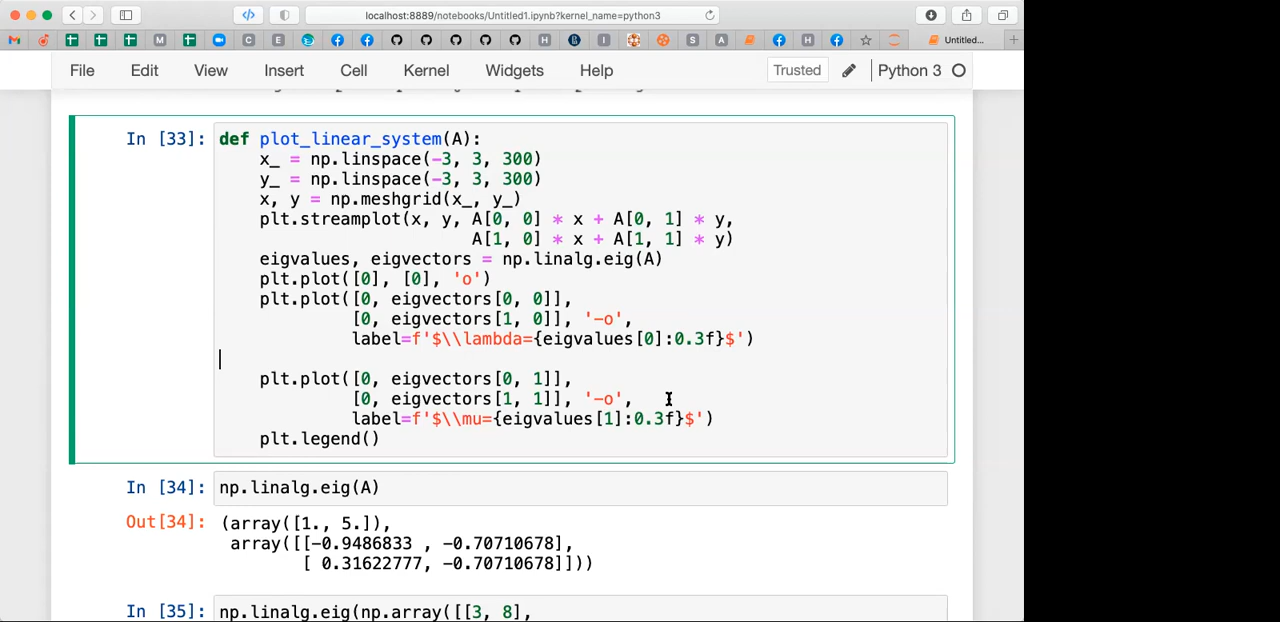 localhost:8889/notebooks/Untitled1.ipynb?kernel_name=python3
Untitled...
File Edit View Insert Cell Kernel Widgets Help Trusted Python 3
In [33]: def plot_linear_system(A):
x_ = np.linspace(-3, 3, 300)
y_ = np.linspace(-3, 3, 300)
x, y = np.meshgrid(x_, y_)
plt.streamplot(x, y, A[0, 0] * x + A[0, 1] * y,
A[1, 0] * x + A[1, 1] * y)
eigvalues, eigvectors = np.linalg.eig(A)
plt.plot([0], [0], 'o')
plt.plot([0, eigvectors[0, 0]],
[0, eigvectors[1, 0]], '-o',
label=f'$\\lambda={eigvalues[0]:0.3f}$')
plt.plot([0, eigvectors[0, 1]],
[0, eigvectors[1, 1]], '-o',
label=f'$\\mu={eigvalues[1]:0.3f}$')
plt.legend()
In [34]: np.linalg.eig(A)
Out[34]: (array([1., 5.]),
array([[-0.9486833 , -0.70710678],
[ 0.31622777, -0.70710678]]))
In [35]: np.linalg.eig(np.array([[3, 8],